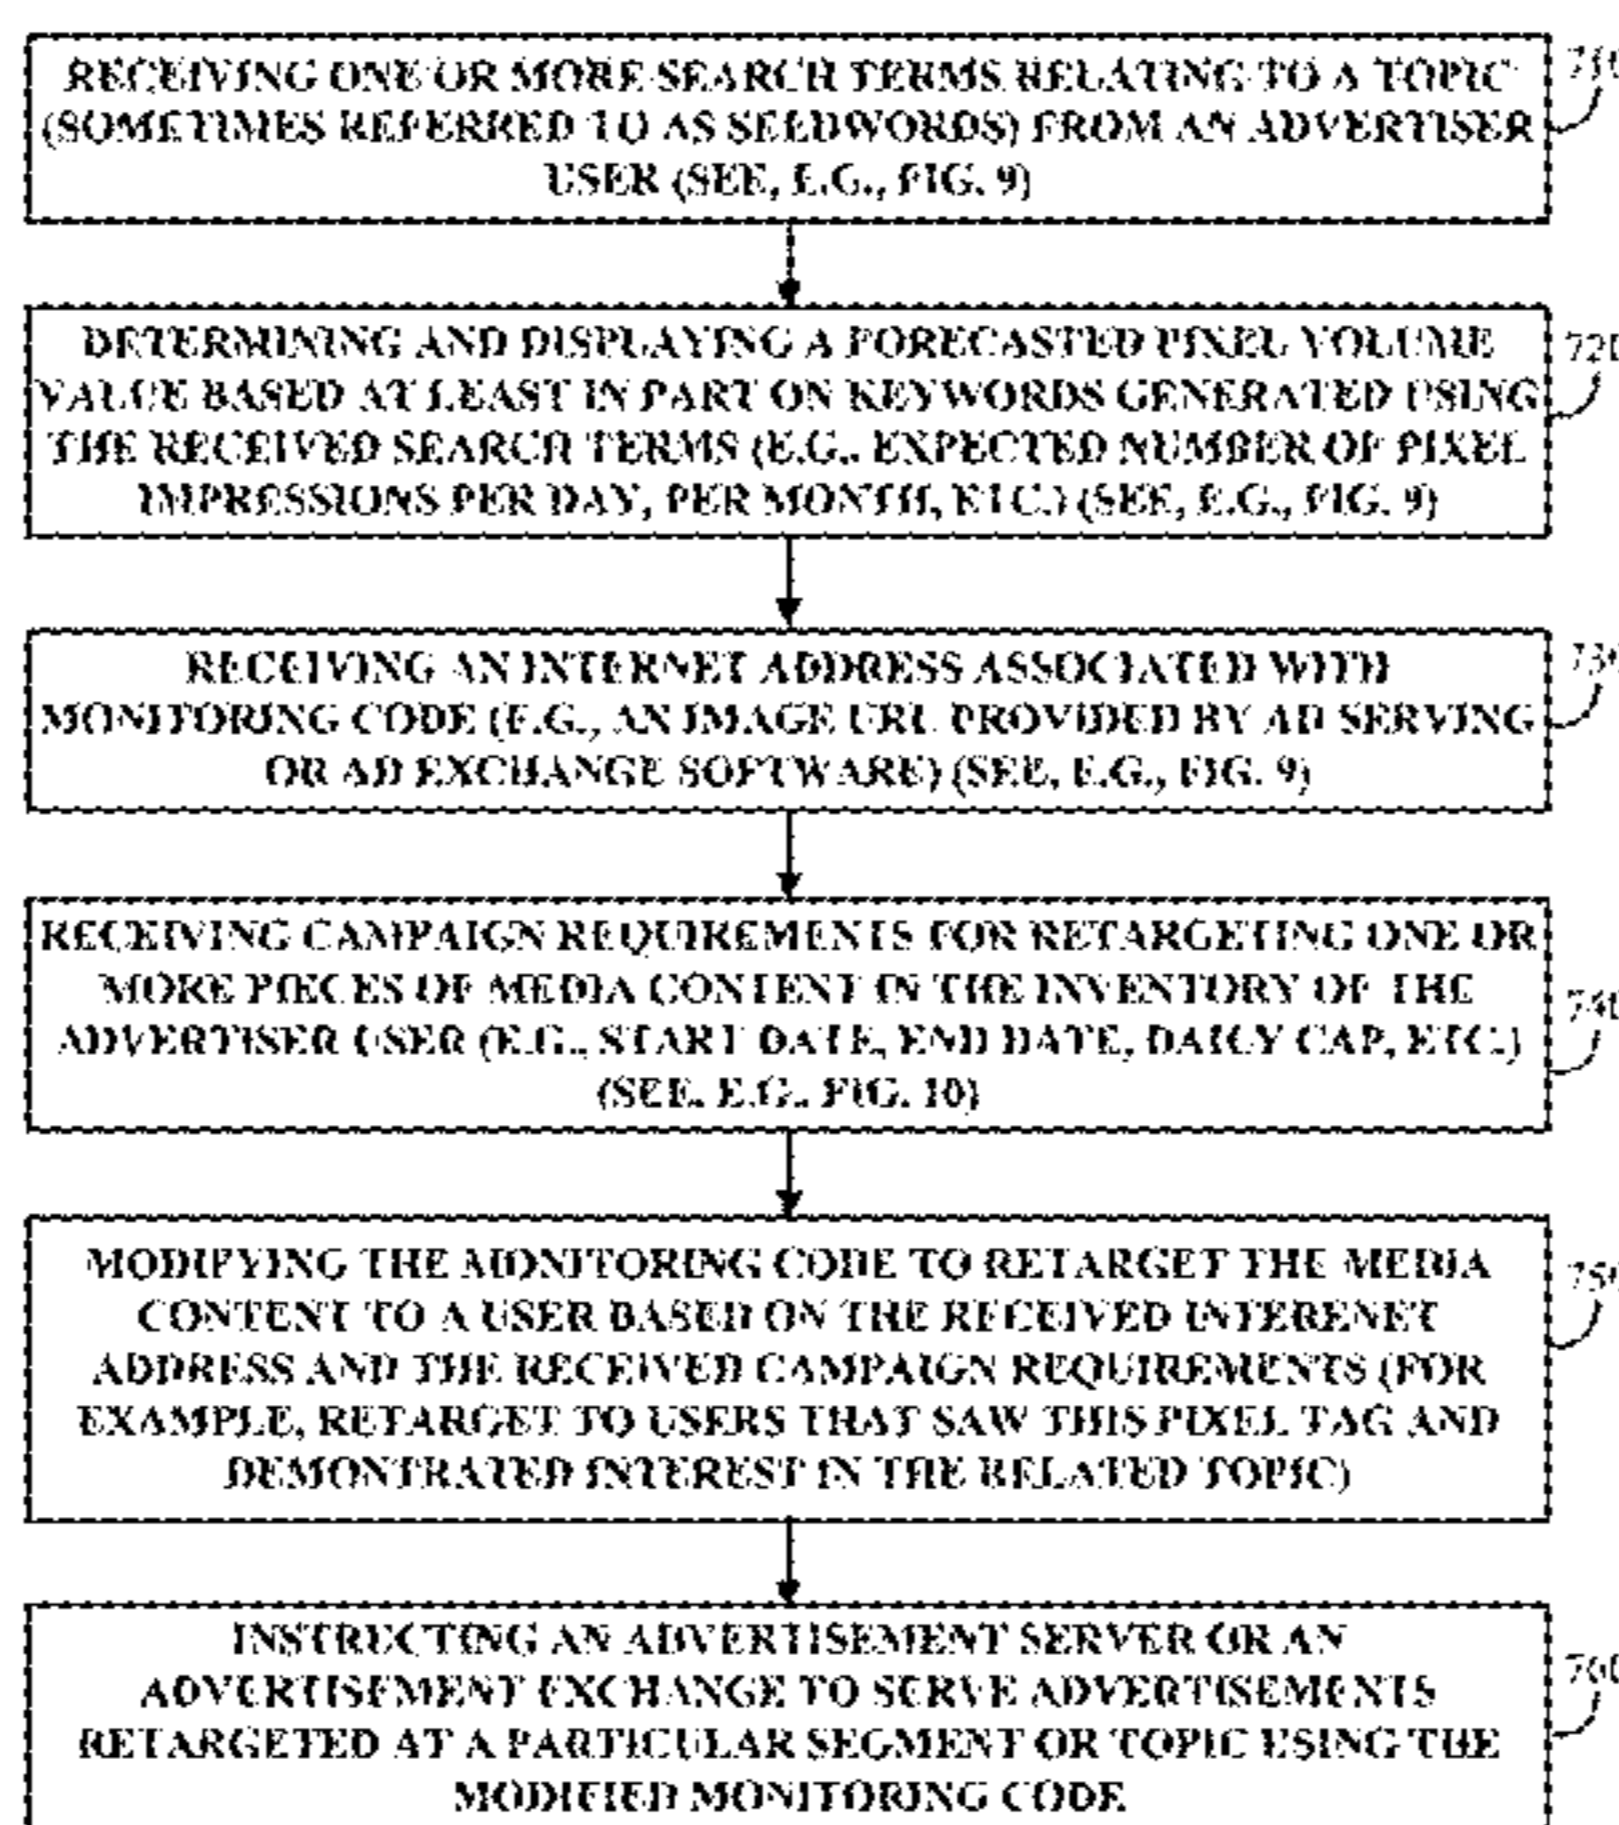 RECEIVING ONE OR MORE SEARCH TERMS RELATING TO A TOPIC
710
(SOMETIMES REFERRED TO AS SEEDWORDS) FROM AN ADVERTISER
USER (SEE, E.G., FIG. 9)
DETERMINING AND DISPLAYING A FORECASTED PIXEL VOLUME
720
VALUE BASED AT LEAST IN PART ON KEYWORDS GENERATED USING
THE RECEIVED SEARCH TERMS (E.G., EXPECTED NUMBER OF PIXEL
IMPRESSIONS PER DAY, PER MONTH, ETC.) (SEE, E.G., FIG. 9)
RECEIVING AN INTERNET ADDRESS ASSOCIATED WITH
730
MONITORING CODE (E.G., AN IMAGE URL PROVIDED BY AD SERVING
OR AD EXCHANGE SOFTWARE) (SEE, E.G., FIG. 9)
RECEIVING CAMPAIGN REQUIREMENTS FOR RETARGETING ONE OR
MORE PIECES OF MEDIA CONTENT IN THE INVENTORY OF THE
740
ADVERTISER USER (E.G., START DATE, END DATE, DAILY CAP, ETC.)
(SEE, E.G., FIG. 10)
MODIFYING THE MONITORING CODE TO RETARGET THE MEDIA
750
CONTENT TO A USER BASED ON THE RECEIVED INTERENET
ADDRESS AND THE RECEIVED CAMPAIGN REQUIREMENTS (FOR
EXAMPLE, RETARGET TO USERS THAT SAW THIS PIXEL TAG AND
DEMONTRATED INTEREST IN THE RELATED TOPIC)
INSTRUCTING AN ADVERTISEMENT SERVER OR AN
760
ADVERTISEMENT EXCHANGE TO SERVE ADVERTISEMENTS
RETARGETED AT A PARTICULAR SEGMENT OR TOPIC USING THE
MODIFIED MONITORING CODE